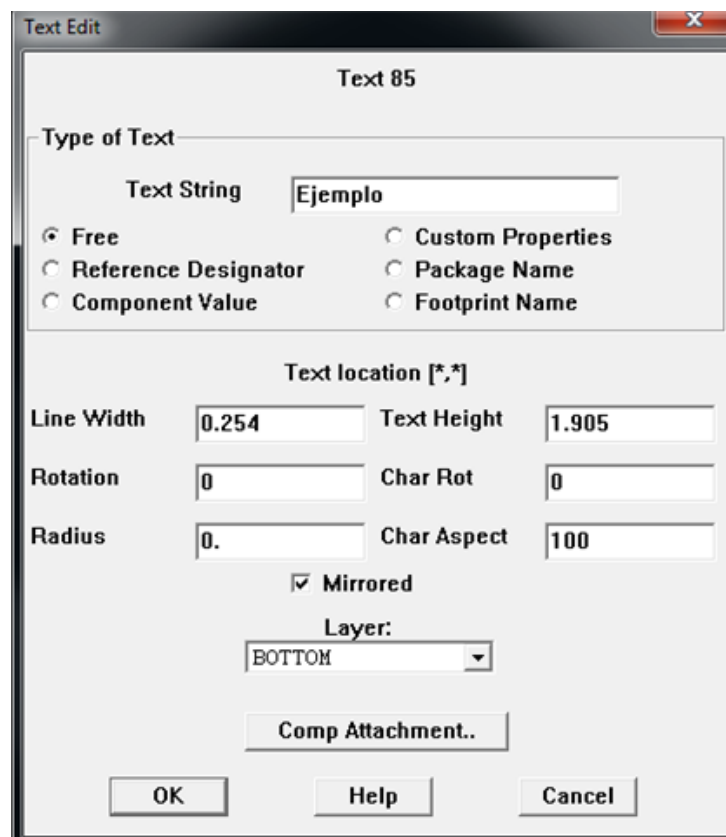 Text Edit
Text 85
Type of Text
Text String Ejemplo
Free Custom Properties
Reference Designator Package Name
Component Value Footprint Name
Text location [*,*]
Line Width 0.254 Text Height 1.905
Rotation 0 Char Rot 0
Radius 0. Char Aspect 100
Mirrored
Layer:
BOTTOM
Comp Attachment..
OK Help Cancel